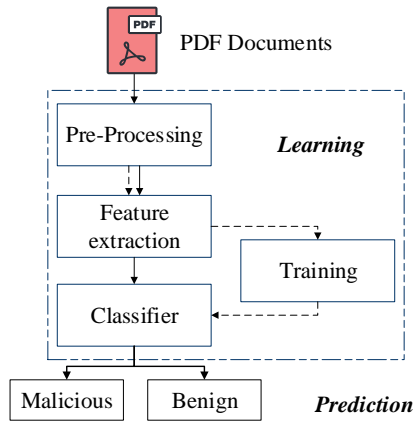 PDF
PDF Documents
Pre-Processing
Learning
Feature
extraction
Training
Classifier
Malicious
Benign
Prediction